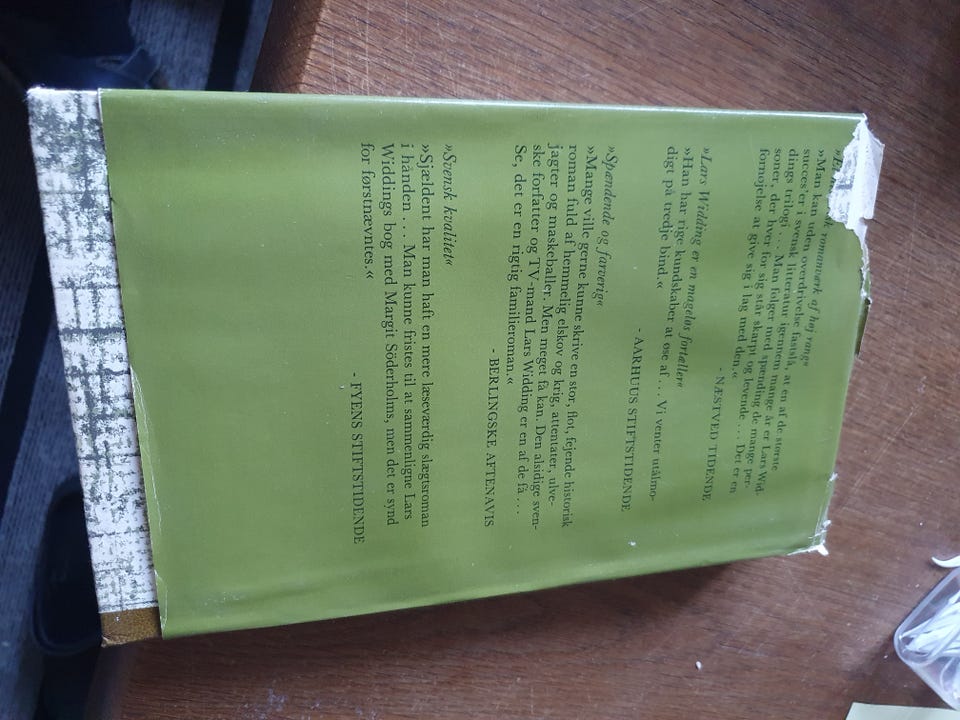 romanværk af høj rang«
»Man kan uden overdrivelse fastslå, at en af de største
succes'er i svensk litteratur igennem mange år er Lars Wid-
dings trilogi . . . Man følger med spænding de mange per-
soner, der hver for sig står skarpt og levende . . . Det er en
fornøjelse at give sig i lag med den.«
- NÆSTVED TIDENDE
»Lars Widding er en mageløs fortæller«
»Han har rige kundskaber at øse af . . . Vi venter utålmo-
digt på tredje bind.«
- AARHUUS STIFTSTIDENDE
»Spændende og farverig«
»Mange ville gerne kunne skrive en stor, flot, fejende historisk
roman fuld af hemmelig elskov og krig, attentater, ulve-
jagter og maskeballer. Men meget få kan. Den alsidige sven-
ske forfatter og TV-mand Lars Widding er en af de få . . .
Se, det er en rigtig familieroman.«
- BERLINGSKE AFTENAVIS
»Svensk kvalitet«
»Sjældent har man haft en mere læseværdig slægtsroman
i hånden . . . Man kunne fristes til at sammenligne Lars
Widdings bog med Margit Söderholms, men det er synd
for førstnævntes.«
- FYENS STIFTSTIDENDE